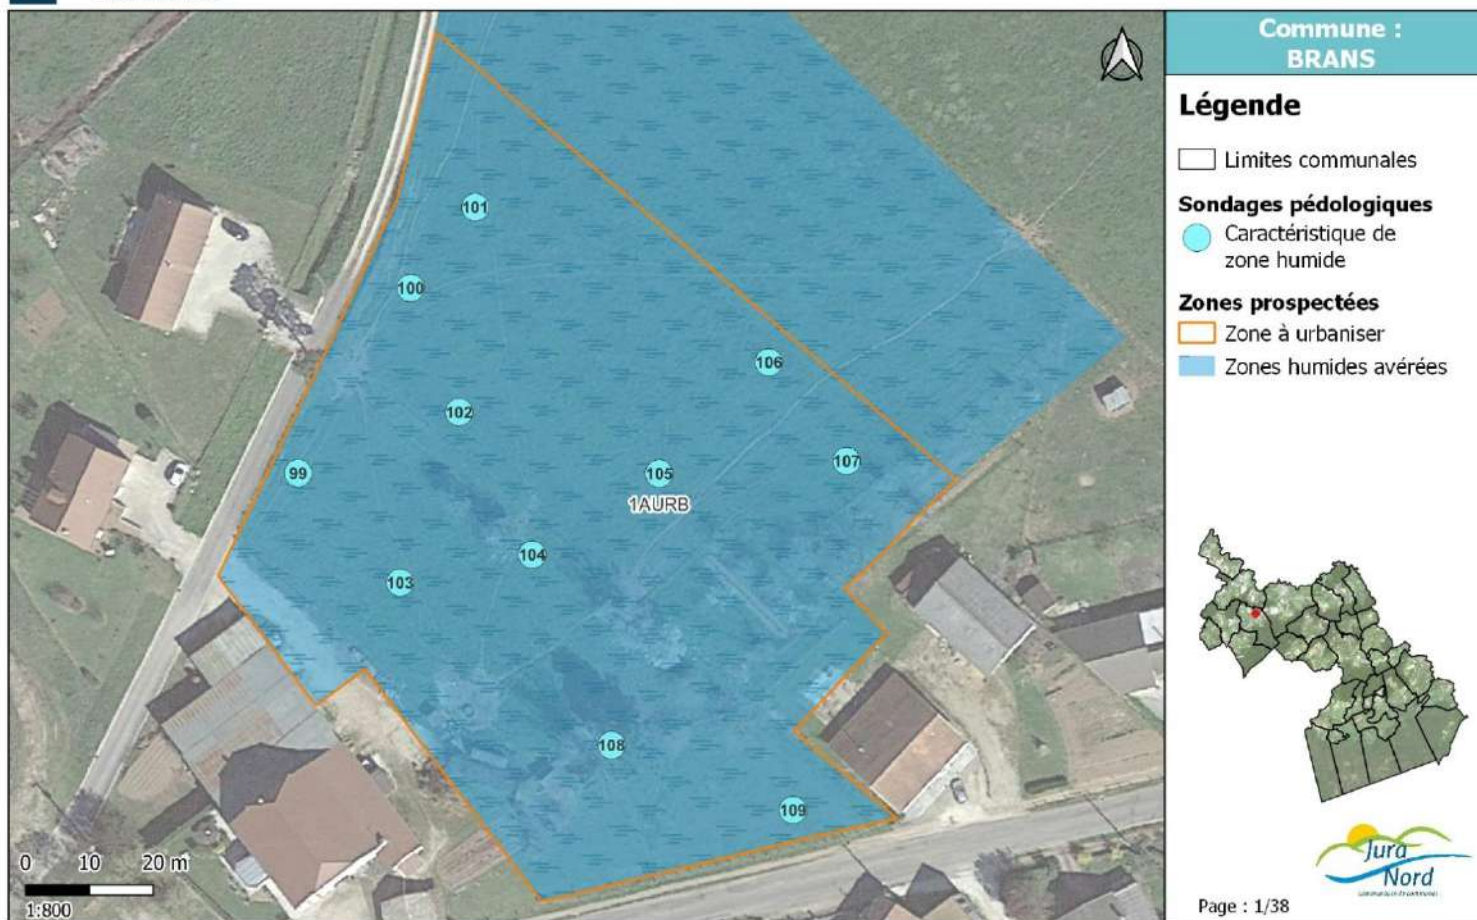 Commune :
BRANS
Légende
Limites communales
Sondages pédologiques
Caractéristique de
zone humide
Zones prospectées
Zone à urbaniser
Zones humides avérées
101
100
106
102
99
105
107
1AURB
104
103
108
109
0 10 20 m
1:800
Jura
Nord
Page : 1/38